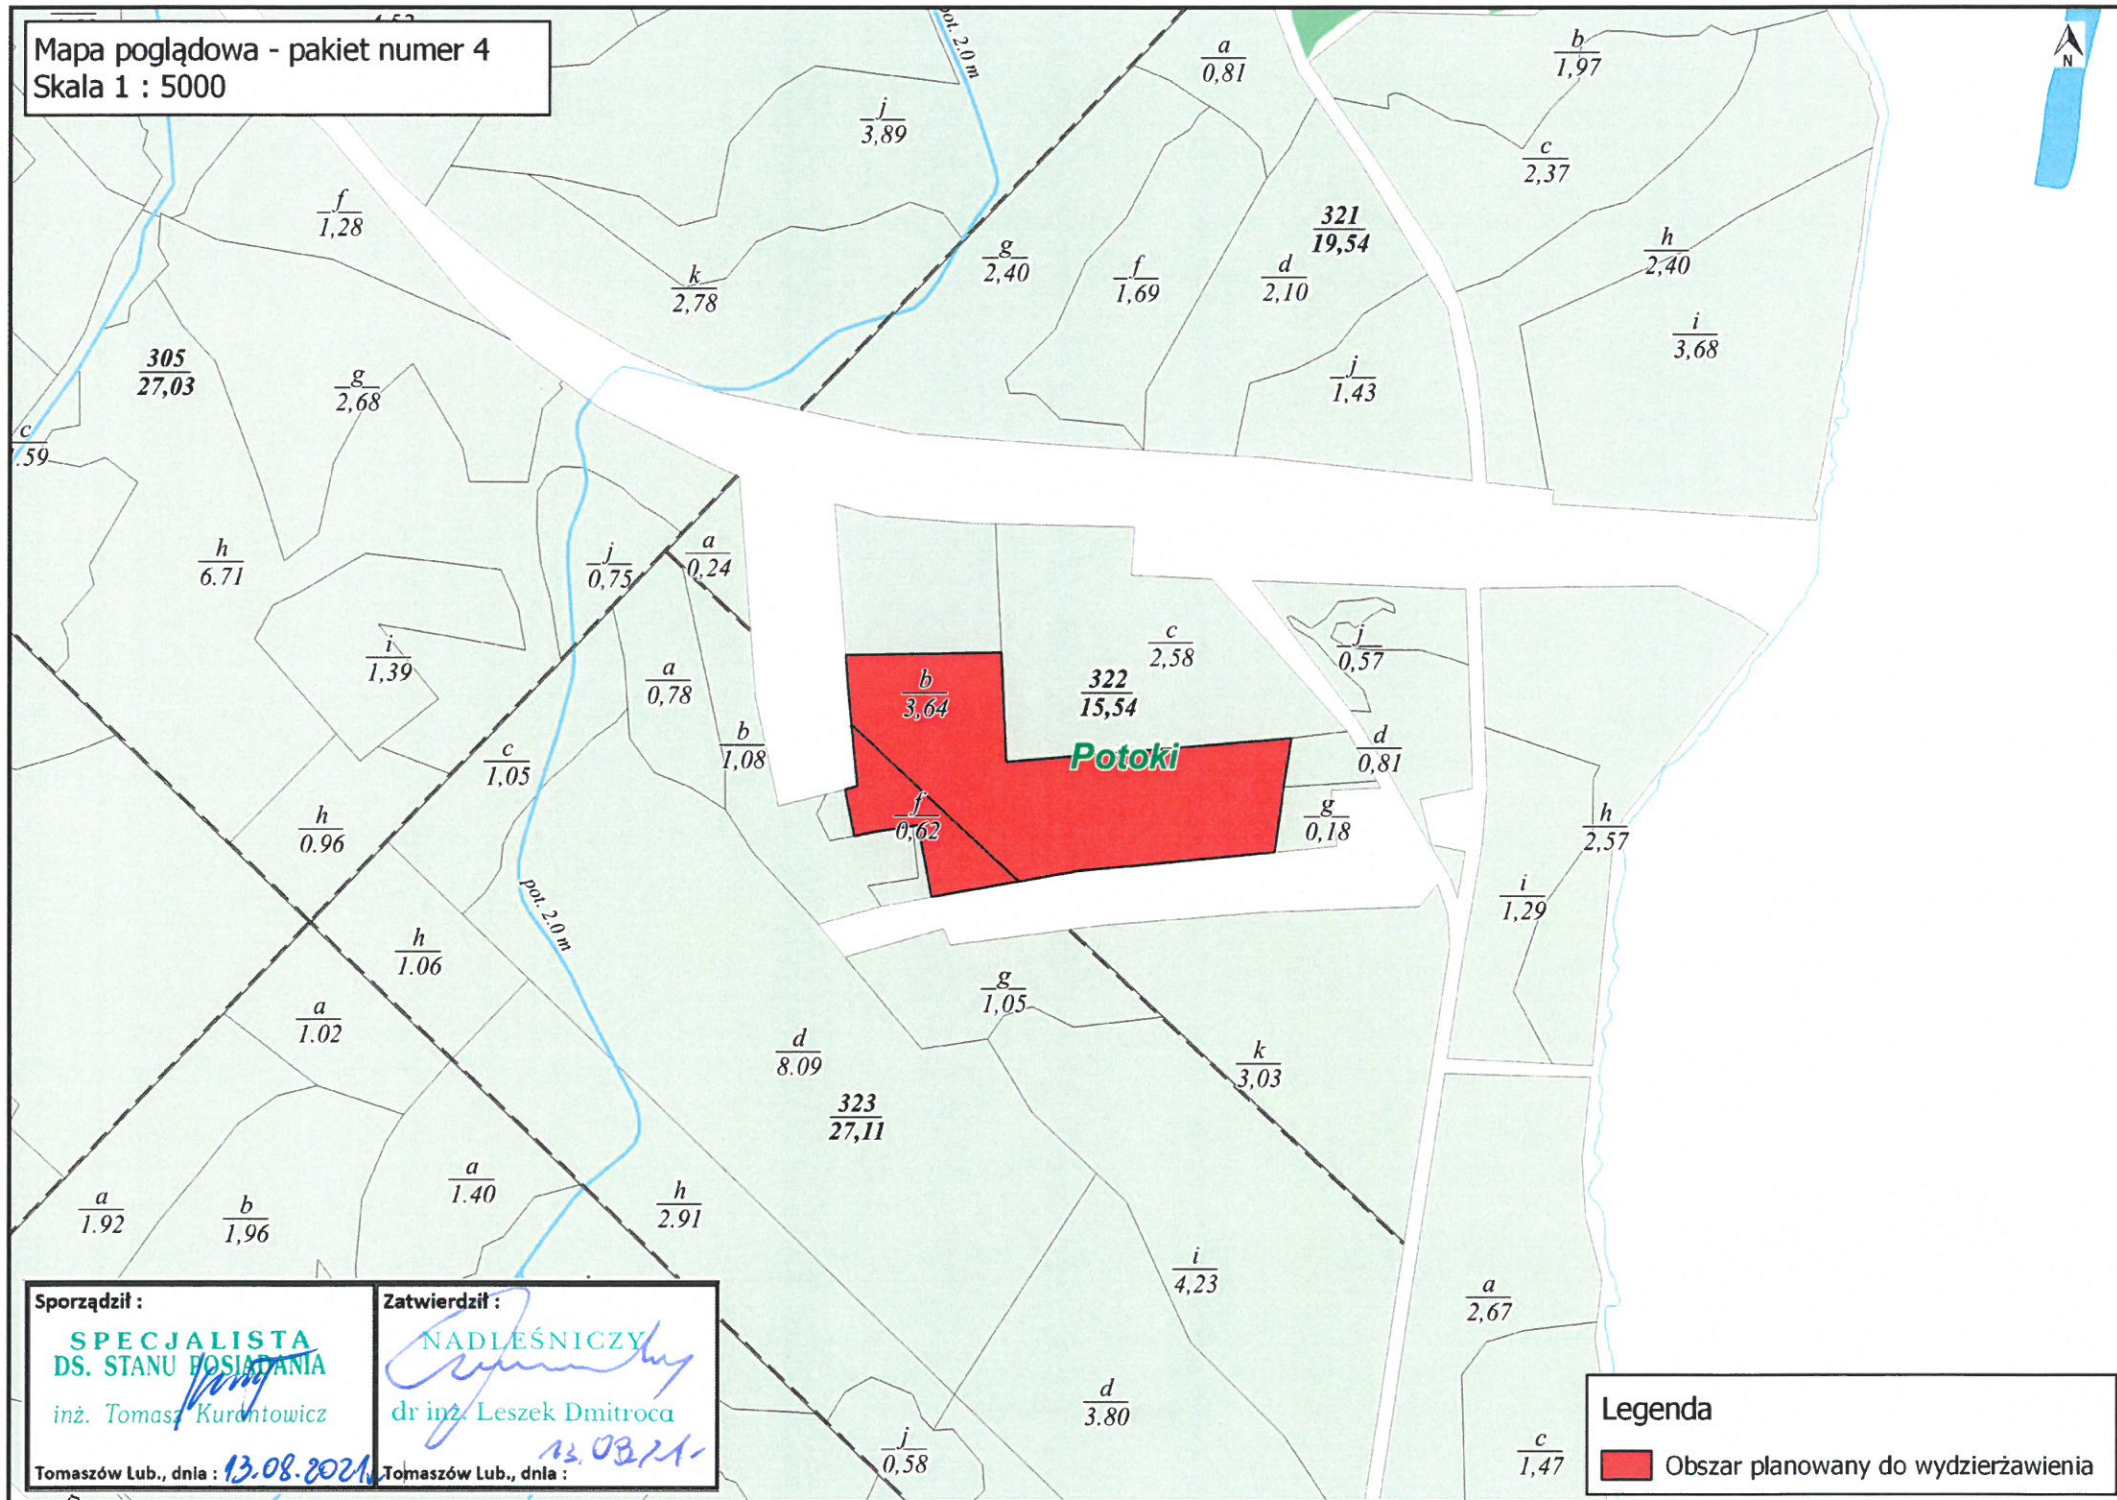 Mapa poglądowa - pakiet numer 4
Skala 1 : 5000
pot. 2.0 m
a
0,81
b
1,97
N
j
3,89
c
2,37
f
1,28
321
19,54
h
2,40
g
2,40
k
2,78
f
1,69
d
2,10
i
3,68
305
27,03
g
2,68
j
1,43
c
.59
h
6.71
j
0,75
a
0,24
i
1,39
a
0,78
b
3,64
c
2,58
j
0,57
322
15,54
Potoki
b
1,08
c
1,05
d
0,81
f
0,62
g
0,18
h
0.96
h
2,57
pot. 2.0 m
i
1,29
h
1.06
g
1,05
a
1.02
d
8.09
k
3,03
323
27,11
a
1.40
a
1.92
b
1,96
h
2.91
i
4,23
a
2,67
d
3.80
j
0,58
c
1,47
Sporządził :
SPECJALISTA
DS. STANU POSIADANIA
inż. Tomasz Kurantowicz
Tomaszów Lub., dnia : 13.08.2021
Zatwierdził :
NADLEŚNICZY
dr inż. Leszek Dmitroca
Tomaszów Lub., dnia :
Legenda
Obszar planowany do wydzierżawienia